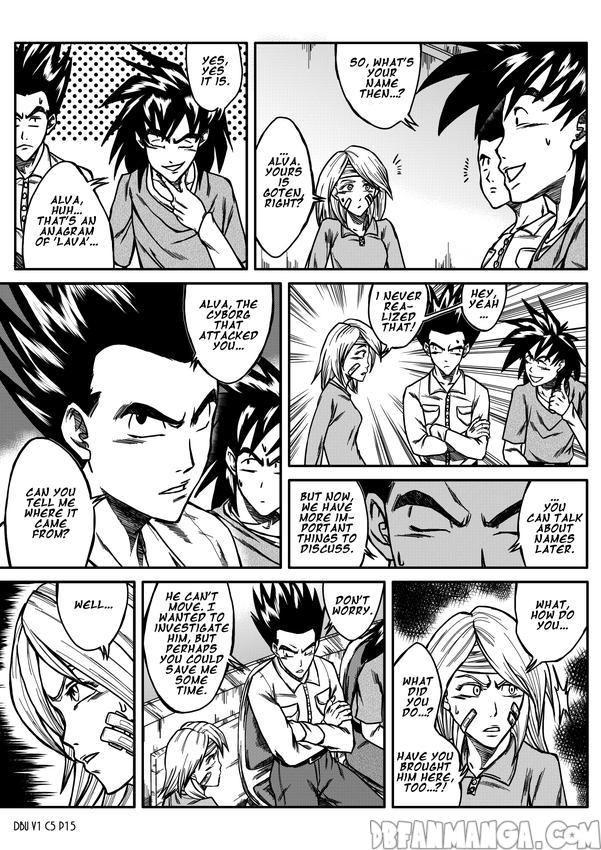 SO, WHAT'S
YOUR
NAME
THEN...?
... ALVA.
YOURS
IS
GOTEN,
RIGHT?
YES,
YES
IT IS.
ALVA,
HUH...
THAT'S AN
ANAGRAM
OF 'LAVA'...
HEY,
YEAH...
I NEVER
REA-
LIZED
THAT!
ALVA, THE
CYBORG
THAT
ATTACKED
YOU...
... YOU
CAN TALK
ABOUT
NAMES
LATER.
BUT NOW,
WE HAVE
MORE IM-
PORTANT
THINGS TO
DISCUSS.
CAN YOU
TELL ME
WHERE IT
CAME
FROM?
WHAT,
HOW DO
YOU...
WHAT
DID
YOU
DO...?
HAVE YOU
BROUGHT
HIM HERE,
TOO...?!
DON'T
WORRY.
HE CAN'T
MOVE. I
WANTED TO
INVESTIGATE
HIM, BUT
PERHAPS
YOU COULD
SAVE ME
SOME
TIME.
WELL...
DBU V1 C5 P15
DBFANMANGA.COM